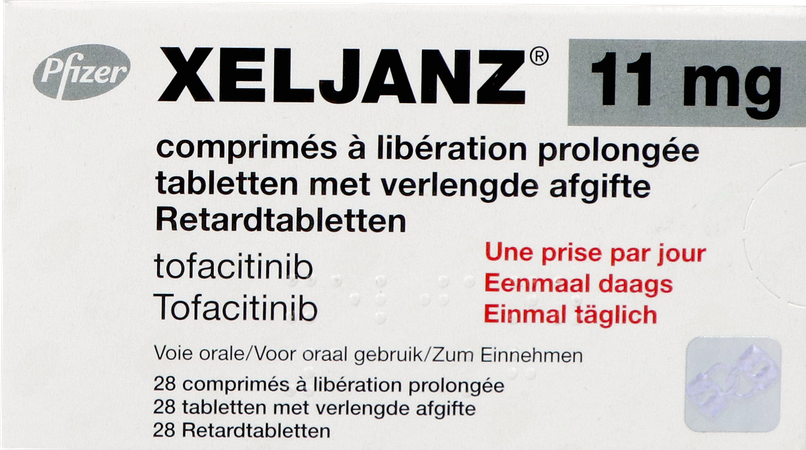 Pfizer
XELJANZ® 11 mg
comprimés à libération prolongée
tabletten met verlengde afgifte
Retardtabletten
tofacitinib
Tofacitinib
Une prise par jour
Eenmaal daags
Einmal täglich
Voie orale/Voor oraal gebruik/Zum Einnehmen
28 comprimés à libération prolongée
28 tabletten met verlengde afgifte
28 Retardtabletten